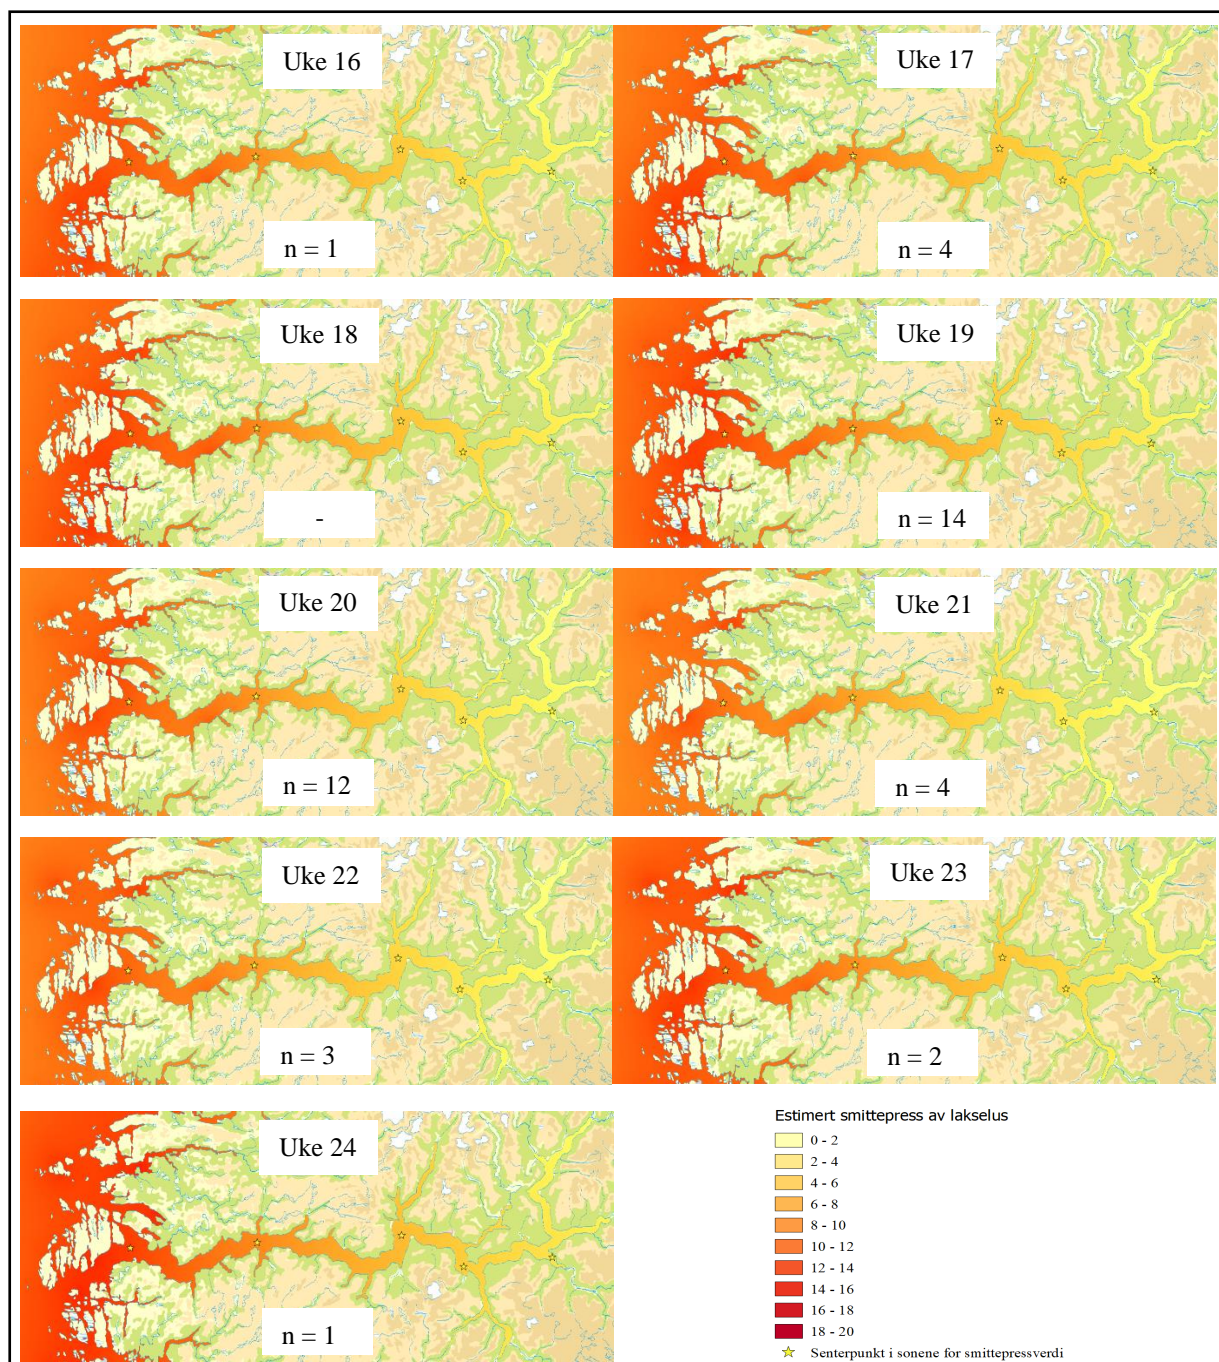 Uke 16
n = 1
Uke 17
n = 4
Uke 18
-
Uke 19
n = 14
Uke 20
n = 12
Uke 21
n = 4
Uke 22
n = 3
Uke 23
n = 2
Uke 24
n = 1
Estimert smittepress av lakselus
0 - 2
2 - 4
4 - 6
6 - 8
8 - 10
10 - 12
12 - 14
14 - 16
16 - 18
18 - 20
Senterpunkt i sonene for smittepressverdi